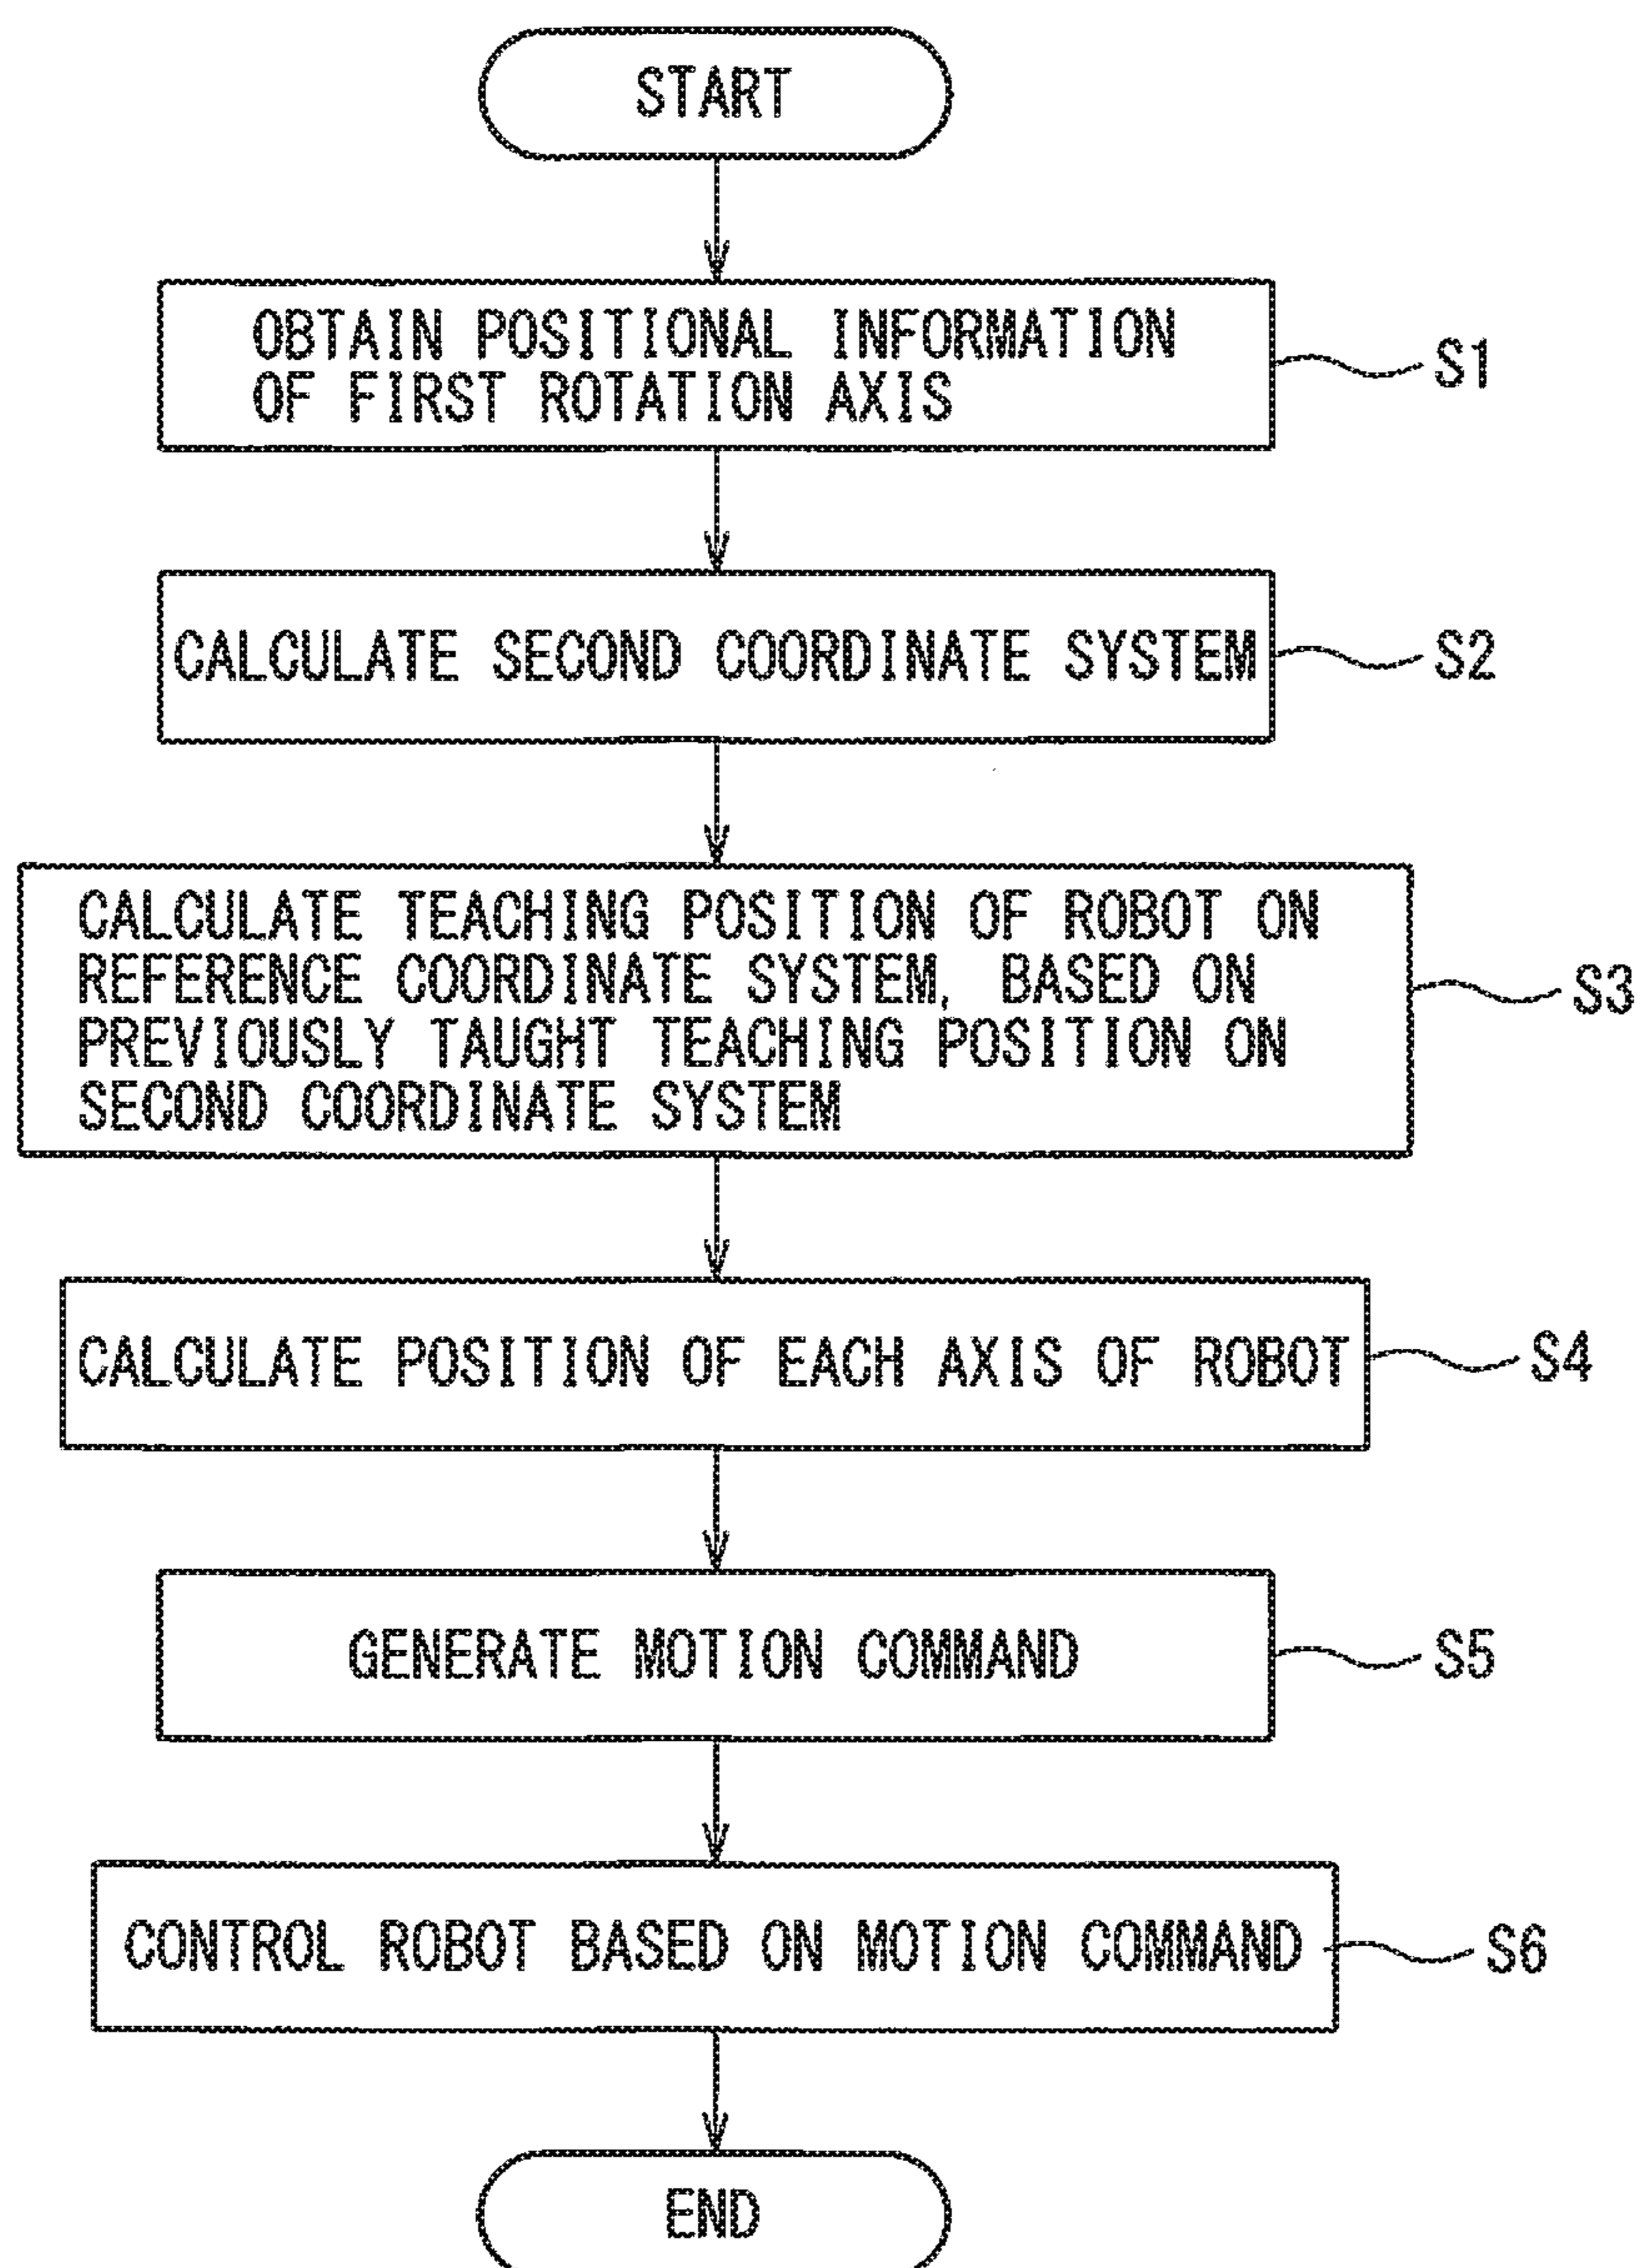 START
OBTAIN POSITIONAL INFORMATION
OF FIRST ROTATION AXIS
S1
CALCULATE SECOND COORDINATE SYSTEM
S2
CALCULATE TEACHING POSITION OF ROBOT ON
REFERENCE COORDINATE SYSTEM, BASED ON
PREVIOUSLY TAUGHT TEACHING POSITION ON
SECOND COORDINATE SYSTEM
S3
CALCULATE POSITION OF EACH AXIS OF ROBOT
S4
GENERATE MOTION COMMAND
S5
CONTROL ROBOT BASED ON MOTION COMMAND
S6
END